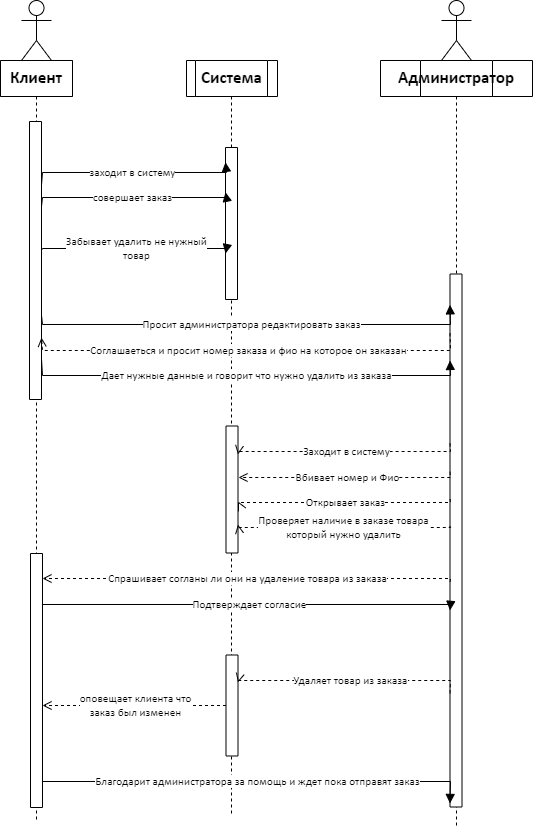 Клиент
Система
Администратор
заходит в систему
совершает заказ
Забывает удалить не нужный
товар
Просит администратора редактировать заказ
Соглашаеться и просит номер заказа и фио на которое он заказан
Дает нужные данные и говорит что нужно удалить из заказа
Заходит в систему
Вбивает номер и Фио
Открывает заказ
Проверяет наличие в заказе товара
который нужно удалить
Спрашивает согланы ли они на удаление товара из заказа
Подтверждает согласие
Удаляет товар из заказа
оповещает клиента что
заказ был изменен
Благодарит администратора за помощь и ждет пока отправят заказ